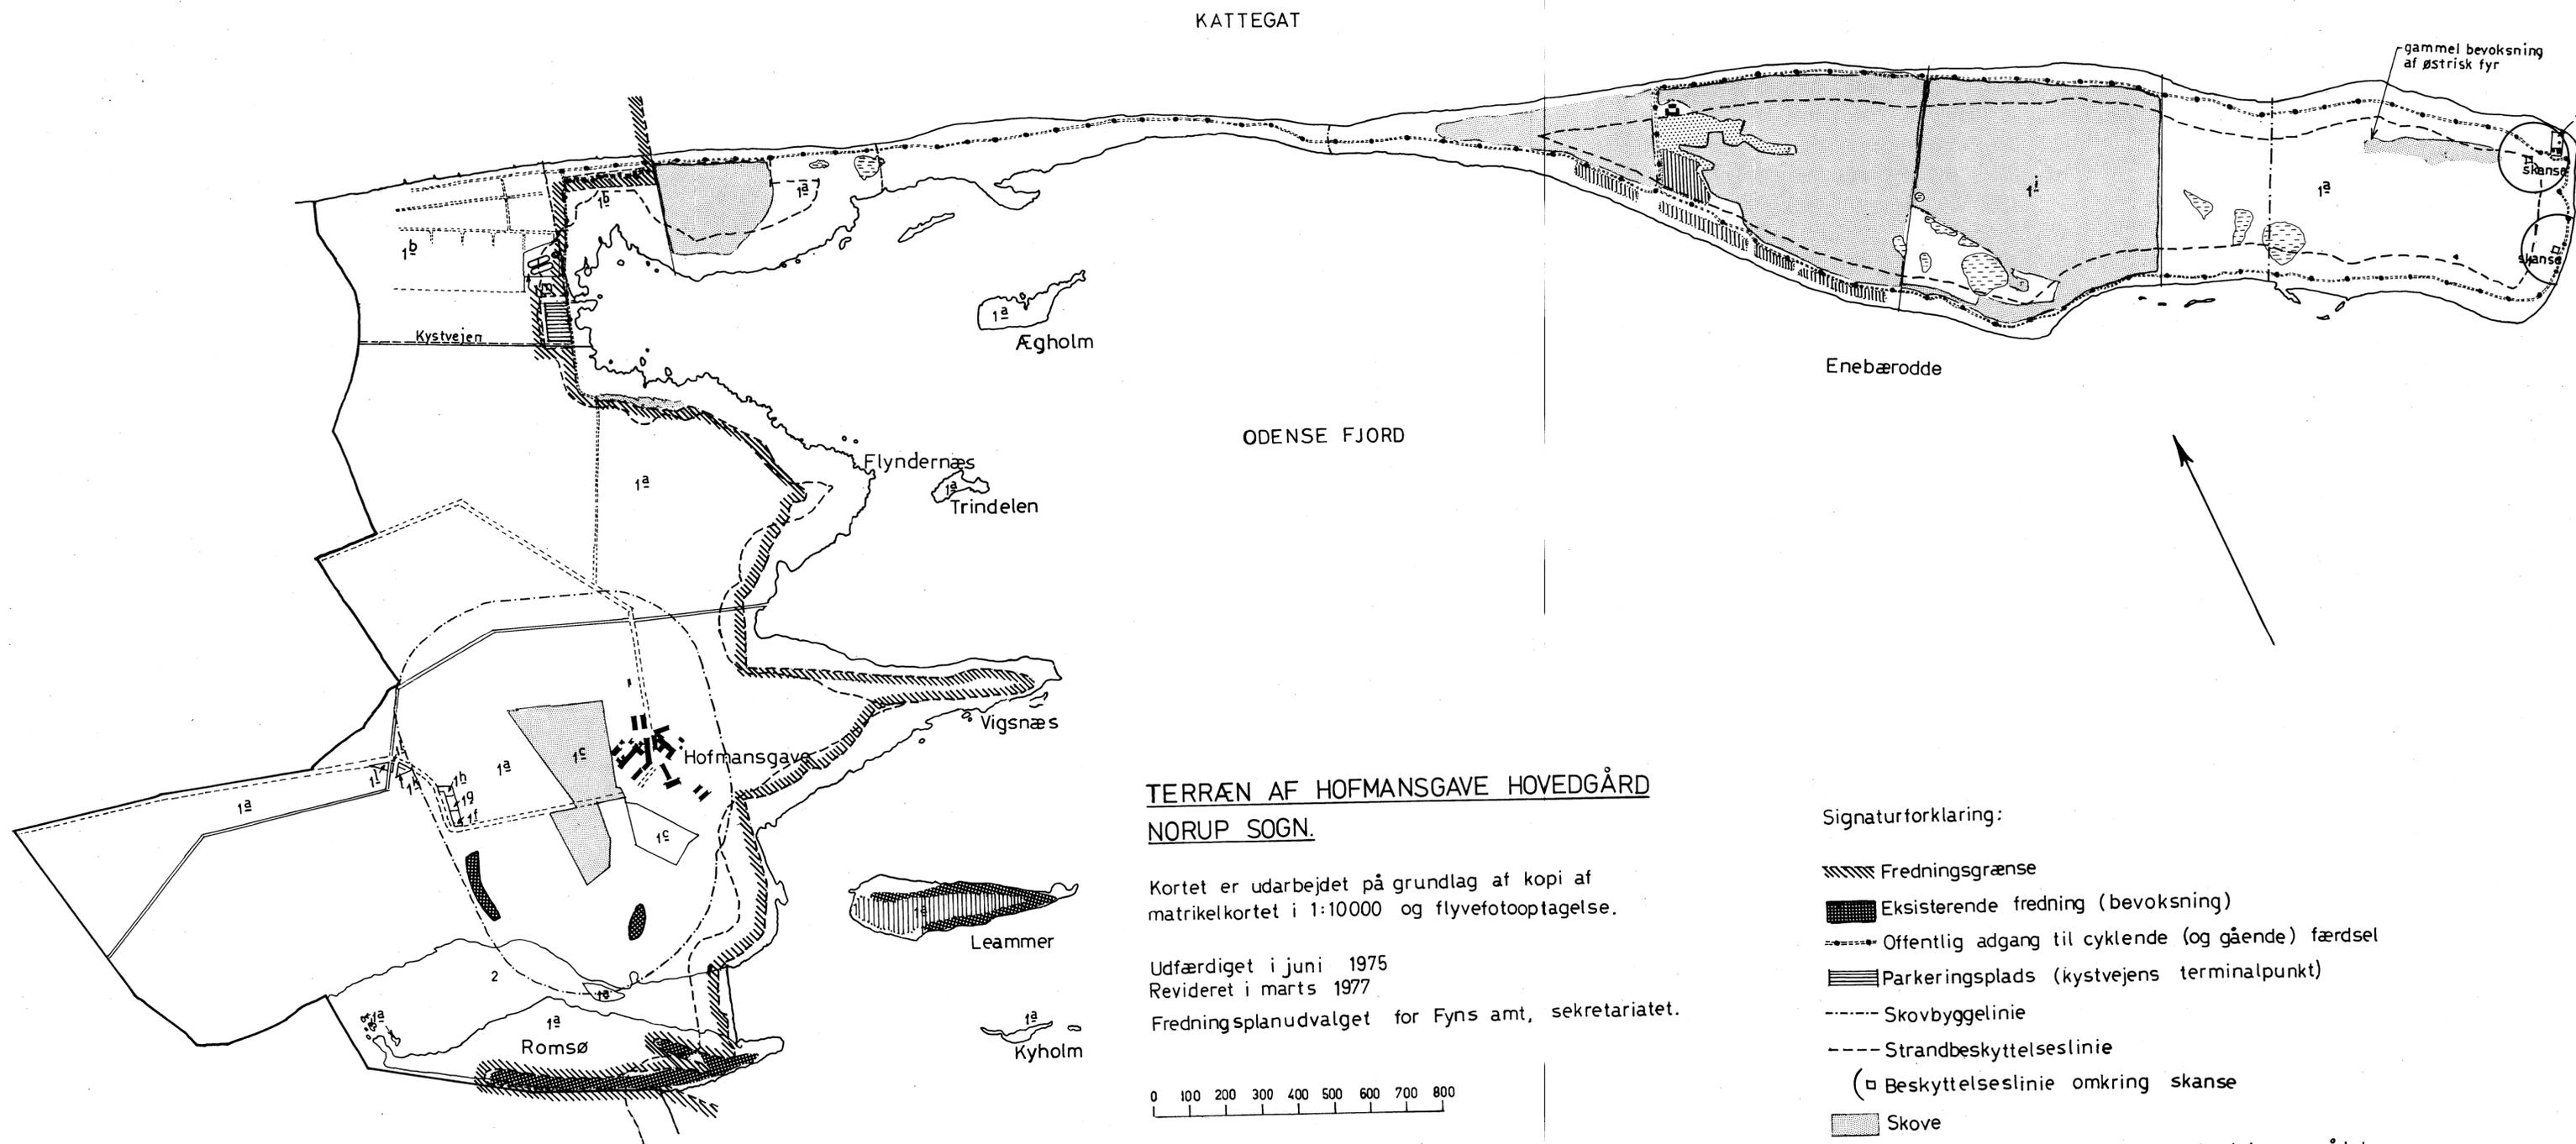 KATTEGAT
gammel bevoksning
af østrisk fyr
skanse
skanse
1a
1i
1a
1b
1b
Kystvejen
1a
Ægholm
Enebærodde
ODENSE FJORD
Flyndernæs
1a
Trindelen
1a
Vigsnæs
Hofmansgave
1c
1a
1h
1g
1f
1a
1c
1a
Leammer
2
1a
1a
1a
Romsø
1a
Kyholm
TERRÆN AF HOFMANSGAVE HOVEDGÅRD
NORUP SOGN.
Kortet er udarbejdet på grundlag af kopi af
matrikelkortet i 1:10000 og flyvefotooptagelse.
Udfærdiget i juni 1975
Revideret i marts 1977
Fredningsplanudvalget for Fyns amt, sekretariatet.
0 100 200 300 400 500 600 700 800
Signaturforklaring:
Fredningsgrænse
Eksisterende fredning (bevoksning)
Offentlig adgang til cyklende (og gående) færdsel
Parkeringsplads (kystvejens terminalpunkt)
Skovbyggelinie
Strandbeskyttelseslinie
Beskyttelseslinie omkring skanse
Skove